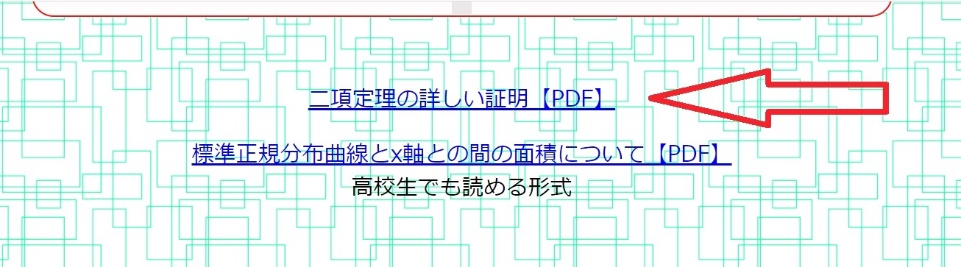 二項定理の詳しい証明【PDF】
標準正規分布曲線とx軸との間の面積について【PDF】
高校生でも読める形式